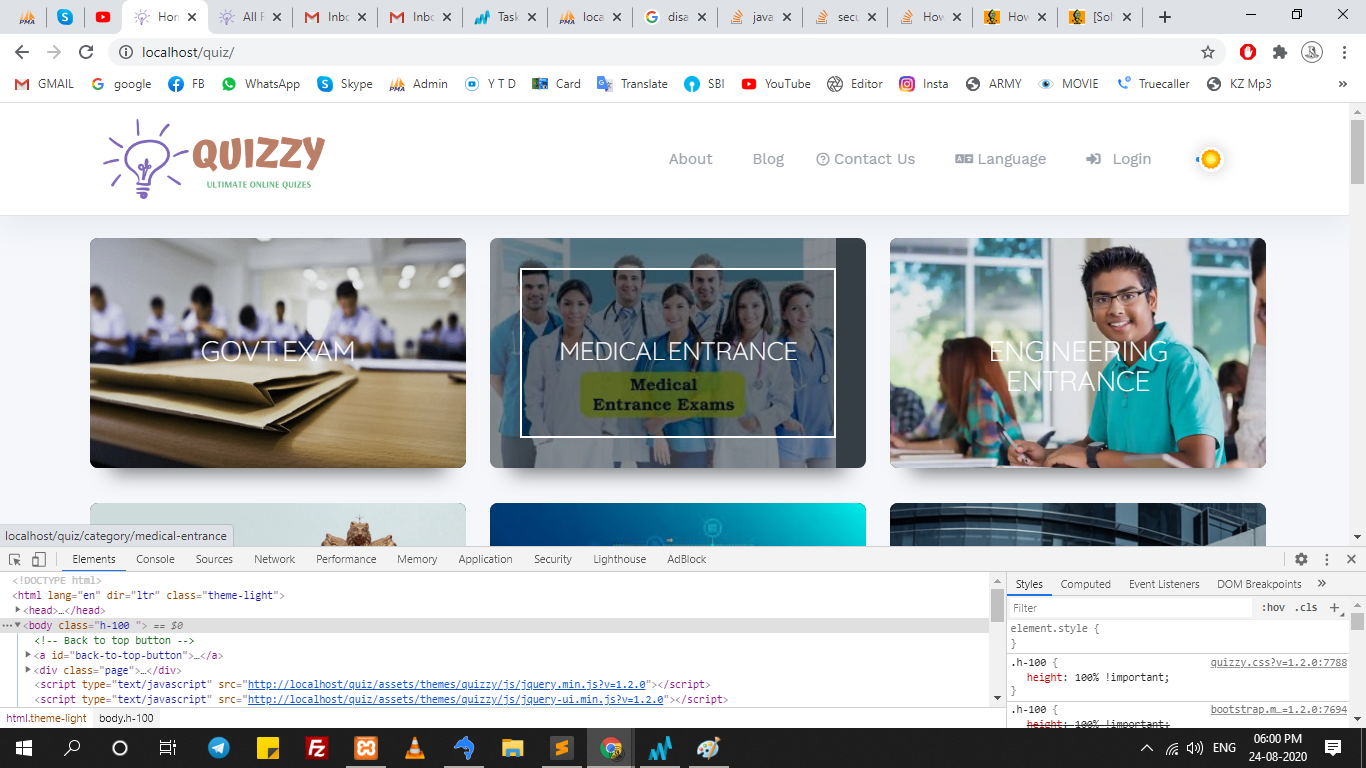 PMA
Hor
All F
Inbc
Inbc
Task
PMA loca
disa
java
secu
How
How
[Sol
localhost/quiz/
GMAIL google FB WhatsApp Skype Admin Y T D Card Translate SBI YouTube Editor Insta ARMY MOVIE Truecaller KZ Mp3 »
QUIZZY
ULTIMATE ONLINE QUIZES
About Blog Contact Us Language Login
GOVT. EXAM
MEDICAL ENTRANCE
Medical
Entrance Exams
ENGINEERING
ENTRANCE
localhost/quiz/category/medical-entrance
Elements Console Sources Network Performance Memory Application Security Lighthouse AdBlock
<!DOCTYPE html>
<html lang="en" dir="ltr" class="theme-light">
<head>…</head>
<body class="h-100 "> == $0
<!-- Back to top button -->
<a id="back-to-top-button">…</a>
<div class="page">…</div>
<script type="text/javascript" src="http://localhost/quiz/assets/themes/quizzy/js/jquery.min.js?v=1.2.0"></script>
<script type="text/javascript" src="http://localhost/quiz/assets/themes/quizzy/js/jquery-ui.min.js?v=1.2.0"></script>
html.theme-light body.h-100
Styles Computed Event Listeners DOM Breakpoints »
Filter :hov .cls +
element.style {
}
.h-100 { quizzy.css?v=1.2.0:7788
height: 100% !important;
}
.h-100 { bootstrap.m…=1.2.0:7694
height: 100% !important;
ENG
06:00 PM
24-08-2020